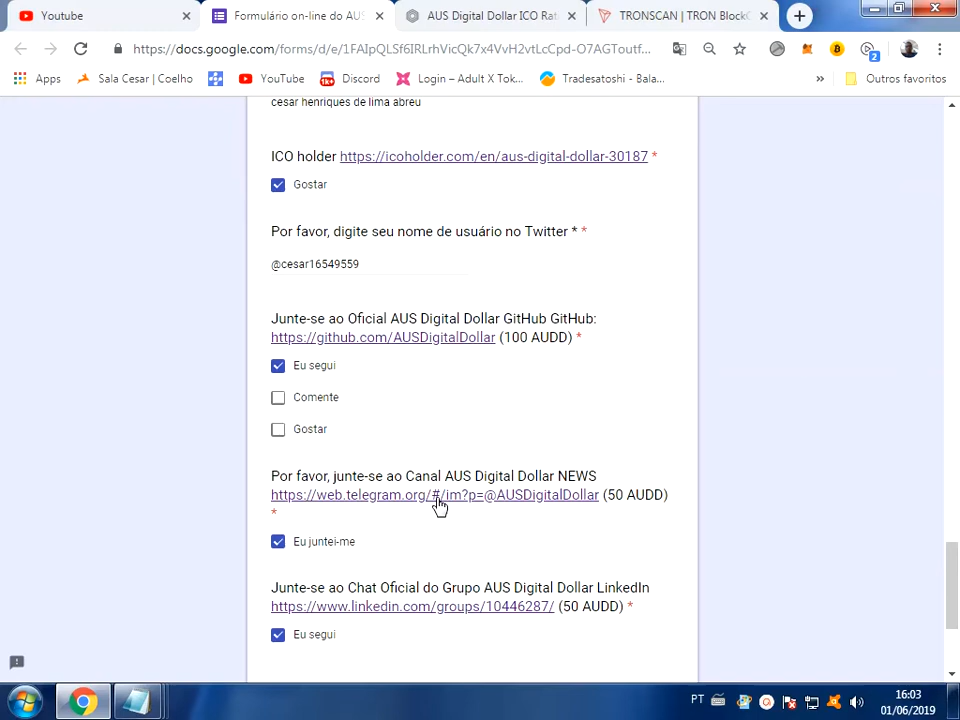 Youtube
Formulário on-line do AUS
AUS Digital Dollar ICO Rat
TRONSCAN | TRON BlockC
https://docs.google.com/forms/d/e/1FAIpQLSf6IRLrhVicQk7x4VvH2vtLcCpd-O7AGToutf...
2
Apps
Sala Cesar | Coelho
YouTube
1k+
Discord
Login – Adult X Tok...
Tradesatoshi - Bala...
»
Outros favoritos
cesar henriques de lima abreu
ICO holder https://icoholder.com/en/aus-digital-dollar-30187 *
Gostar
Por favor, digite seu nome de usuário no Twitter * *
@cesar16549559
Junte-se ao Oficial AUS Digital Dollar GitHub GitHub:
https://github.com/AUSDigitalDollar (100 AUDD) *
Eu segui
Comente
Gostar
Por favor, junte-se ao Canal AUS Digital Dollar NEWS
https://web.telegram.org/#/im?p=@AUSDigitalDollar (50 AUDD)
*
Eu juntei-me
Junte-se ao Chat Oficial do Grupo AUS Digital Dollar LinkedIn
https://www.linkedin.com/groups/10446287/ (50 AUDD) *
Eu segui
PT
16:03
01/06/2019